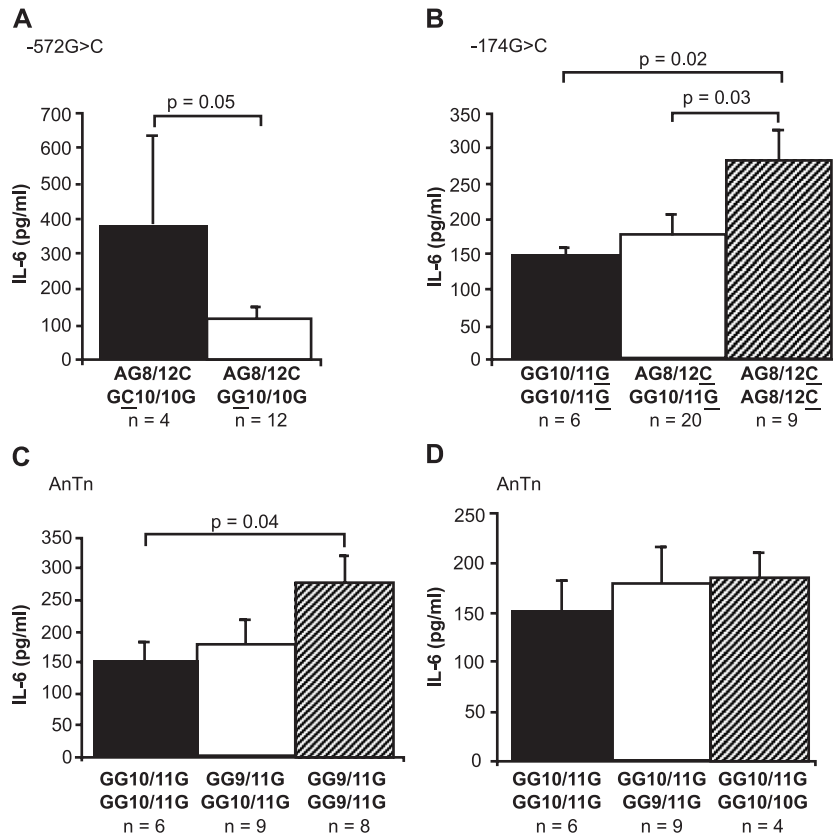 A
-572G>C
p = 0.05
700
600
500
400
300
200
100
0
IL-6 (pg/ml)
AG8/12C AG8/12C
GC10/10G GG10/10G
n = 4 n = 12
B
-174G>C
p = 0.02
p = 0.03
350
300
250
200
150
100
50
0
IL-6 (pg/ml)
GG10/11G AG8/12C AG8/12C
GG10/11G GG10/11G AG8/12C
n = 6 n = 20 n = 9
C
AnTn
p = 0.04
350
300
250
200
150
100
50
0
IL-6 (pg/ml)
GG10/11G GG9/11G GG9/11G
GG10/11G GG10/11G GG9/11G
n = 6 n = 9 n = 8
D
AnTn
250
200
150
100
50
0
IL-6 (pg/ml)
GG10/11G GG10/11G GG10/11G
GG10/11G GG9/11G GG10/10G
n = 6 n = 9 n = 4